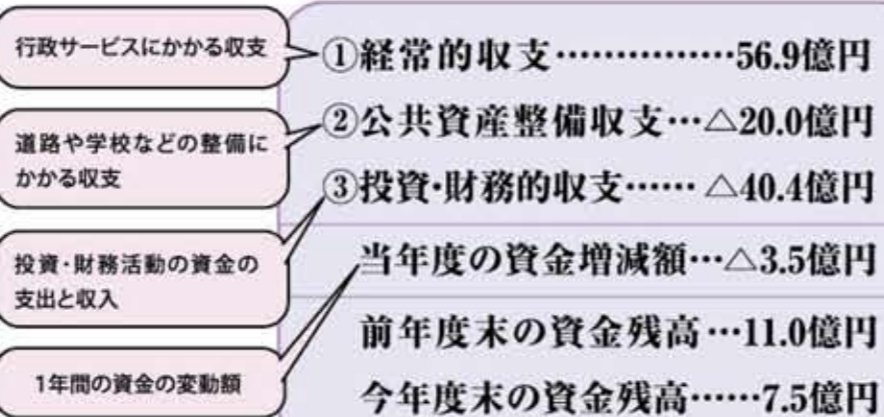 行政サービスにかかる収支
①経常的収支……………56.9億円
道路や学校などの整備に
かかる収支
②公共資産整備収支…△20.0億円
③投資・財務的収支…… △40.4億円
投資・財務活動の資金の
支出と収入
当年度の資金増減額…△3.5億円
1年間の資金の変動額
前年度末の資金残高…11.0億円
今年度末の資金残高……7.5億円